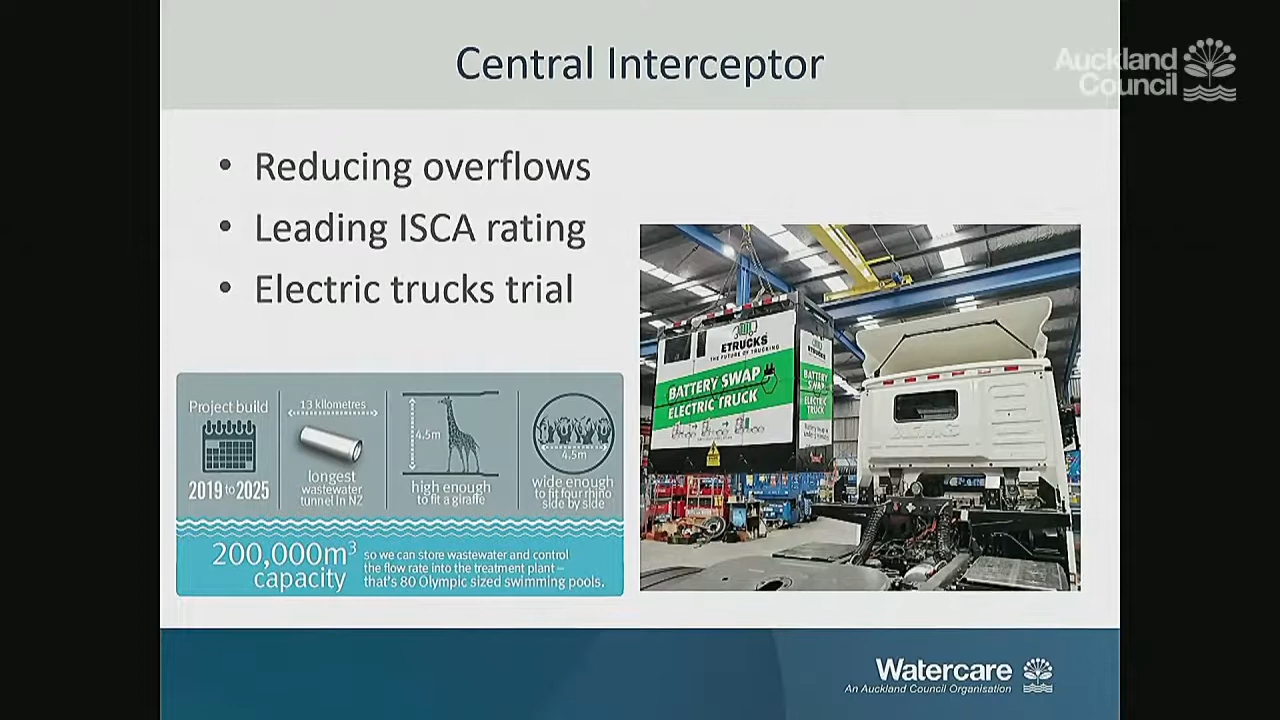 Central Interceptor
Auckland
Council
• Reducing overflows
• Leading ISCA rating
• Electric trucks trial
ETRUCKS
THE FUTURE OF TRUCKING
BATTERY SWAP
ELECTRIC TRUCK
BATTERY
SWAP
ELECTRIC
TRUCK
Project build
2019 to 2025
13 kilometres
longest
wastewater
tunnel in NZ
4.5m
high enough
to fit a giraffe
4.5m
wide enough
to fit four rhino
side by side
200,000m³
capacity
so we can store wastewater and control
the flow rate into the treatment plant –
that's 80 Olympic sized swimming pools.
Watercare
An Auckland Council Organisation